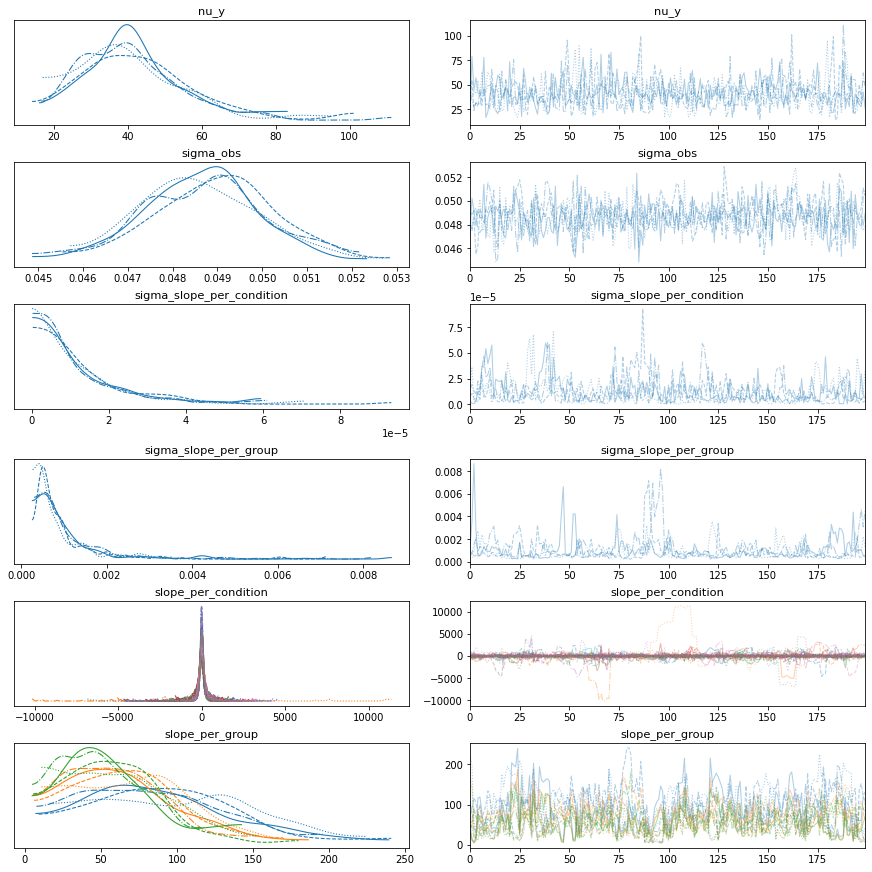 nu_y
nu_y
20 40 60 80 100
25 50 75 100
0 25 50 75 100 125 150 175
sigma_obs
sigma_obs
0.045 0.046 0.047 0.048 0.049 0.050 0.051 0.052 0.053
0.052
0.050
0.048
0.046
0 25 50 75 100 125 150 175
sigma_slope_per_condition
sigma_slope_per_condition
0 2 4 6 8
1e-5
1e-5
7.5
5.0
2.5
0.0
0 25 50 75 100 125 150 175
sigma_slope_per_group
sigma_slope_per_group
0.000 0.002 0.004 0.006 0.008
0.008
0.006
0.004
0.002
0.000
0 25 50 75 100 125 150 175
slope_per_condition
slope_per_condition
−10000 −5000 0 5000 10000
10000
5000
0
−5000
−10000
0 25 50 75 100 125 150 175
slope_per_group
slope_per_group
0 50 100 150 200 250
200
100
0
0 25 50 75 100 125 150 175